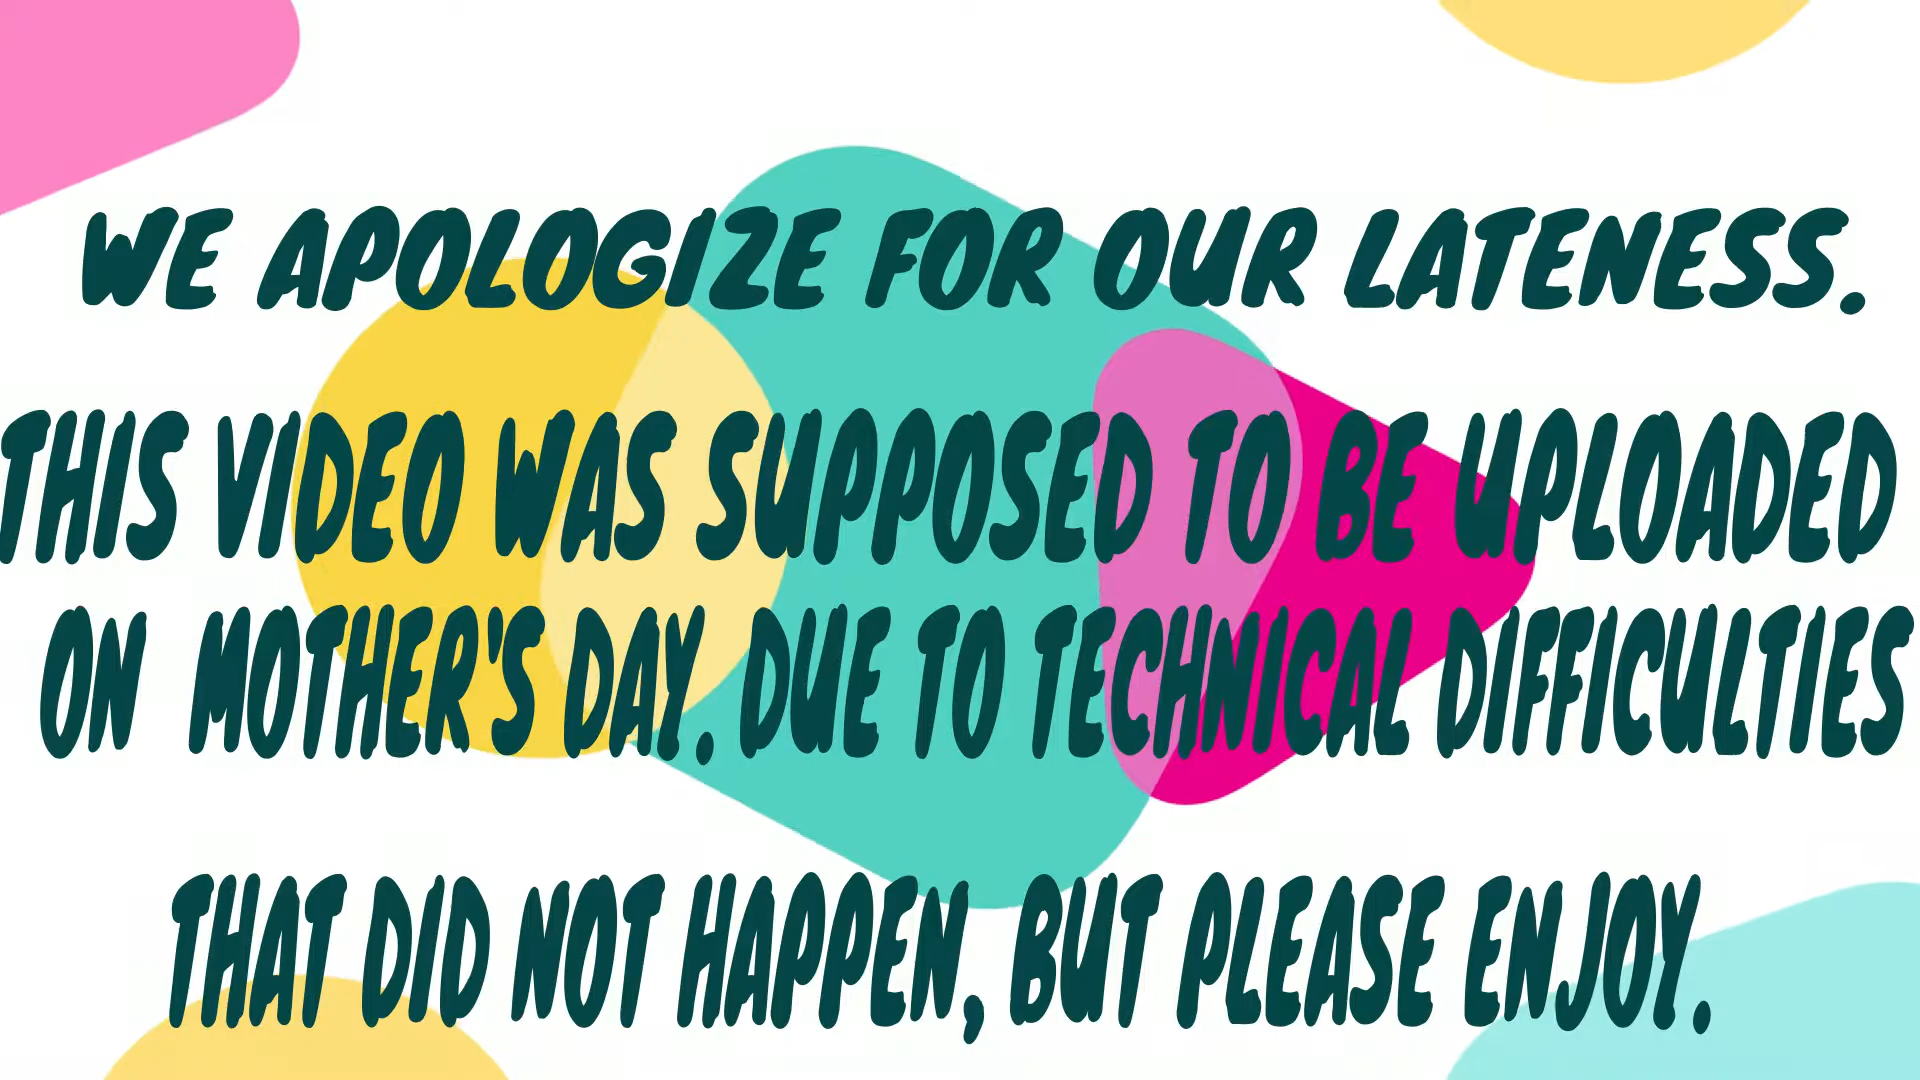 WE APOLOGIZE FOR OUR LATENESS.
THIS VIDEO WAS SUPPOSED TO BE UPLOADED
ON MOTHER'S DAY. DUE TO TECHNICAL DIFFICULTIES
THAT DID NOT HAPPEN, BUT PLEASE ENJOY.